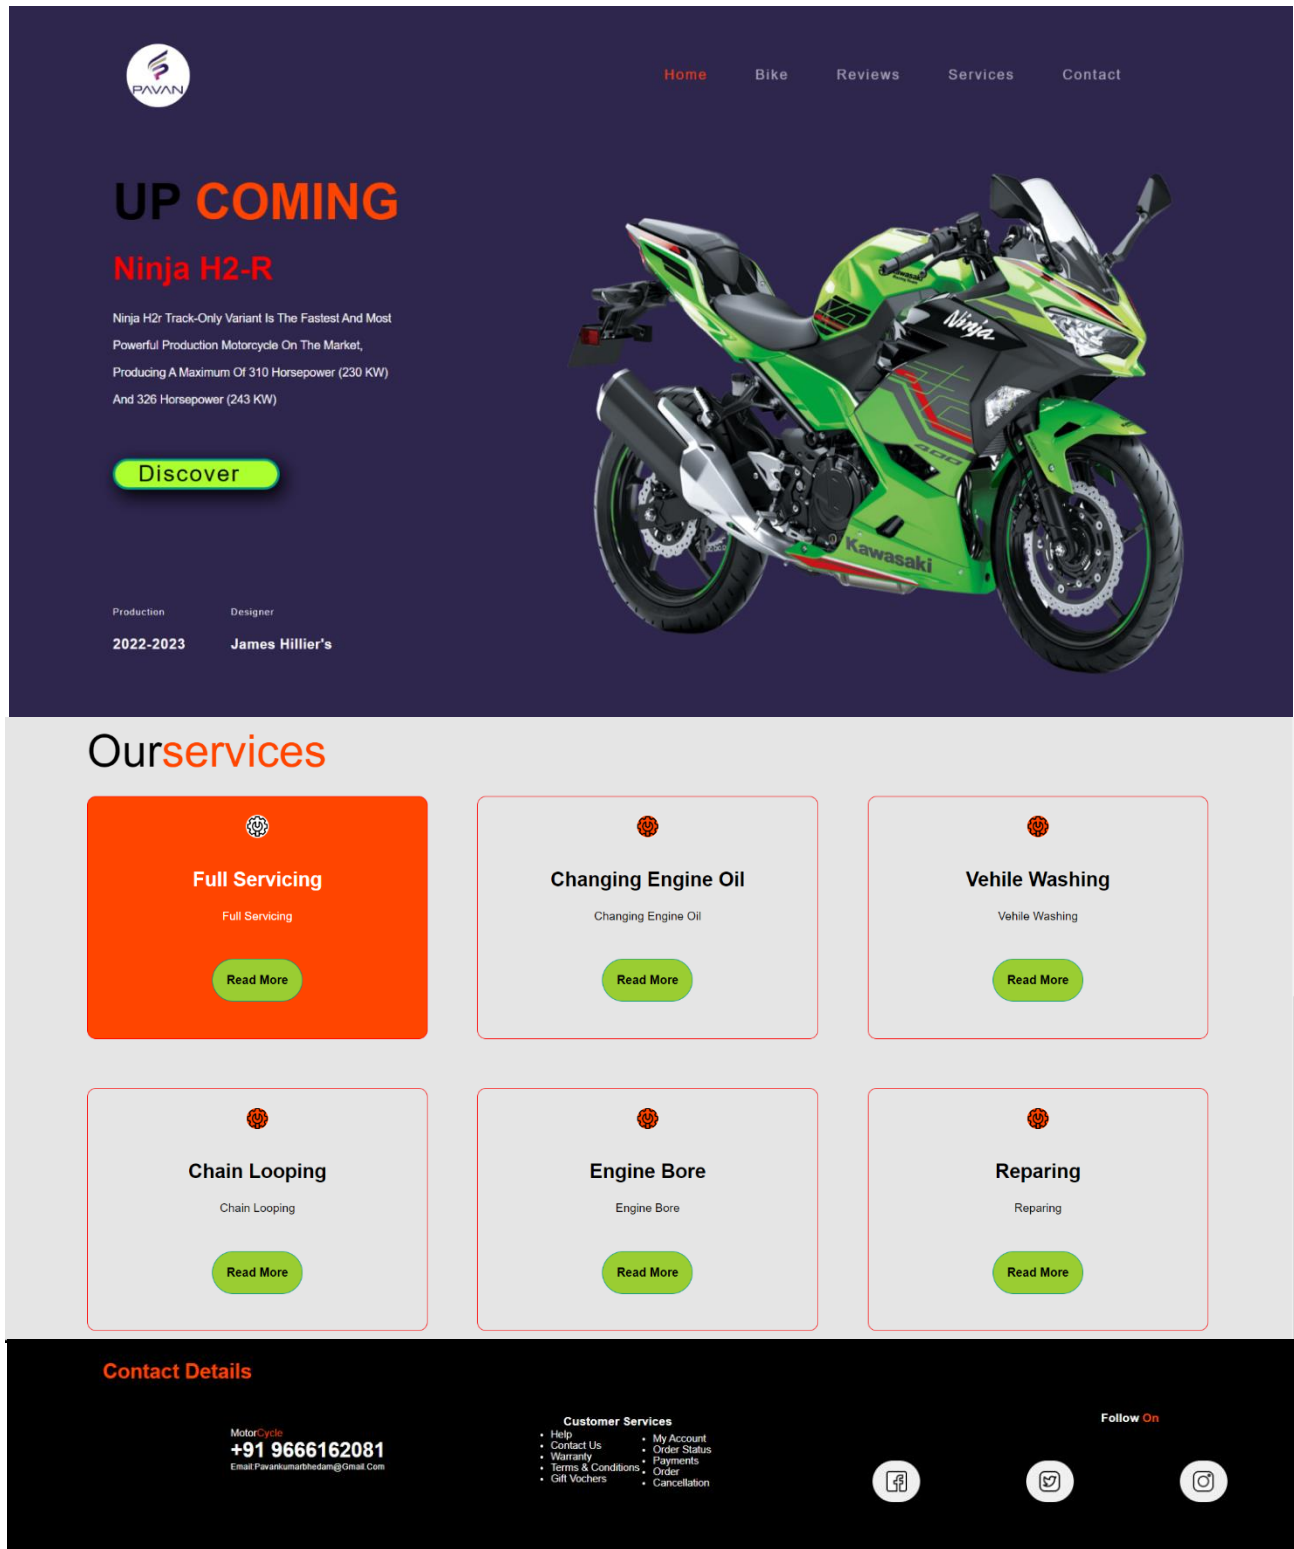 PAVAN
Home Bike Reviews Services Contact
UP COMING
Ninja H2-R
Ninja H2r Track-Only Variant Is The Fastest And Most
Powerful Production Motorcycle On The Market,
Producing A Maximum Of 310 Horsepower (230 KW)
And 326 Horsepower (243 KW)
Discover
Kawasaki
Ninja
400
Kawasaki
Production Designer
2022-2023 James Hillier's
Ourservices
Full Servicing
Full Servicing
Read More
Changing Engine Oil
Changing Engine Oil
Read More
Vehile Washing
Vehile Washing
Read More
Chain Looping
Chain Looping
Read More
Engine Bore
Engine Bore
Read More
Reparing
Reparing
Read More
Contact Details
MotorCycle
+91 9666162081
Email:Pavankumarbhedam@Gmail.Com
Customer Services
Help
Contact Us
Warranty
Terms & Conditions
Gift Vochers
My Account
Order Status
Payments
Order
Cancellation
Follow On